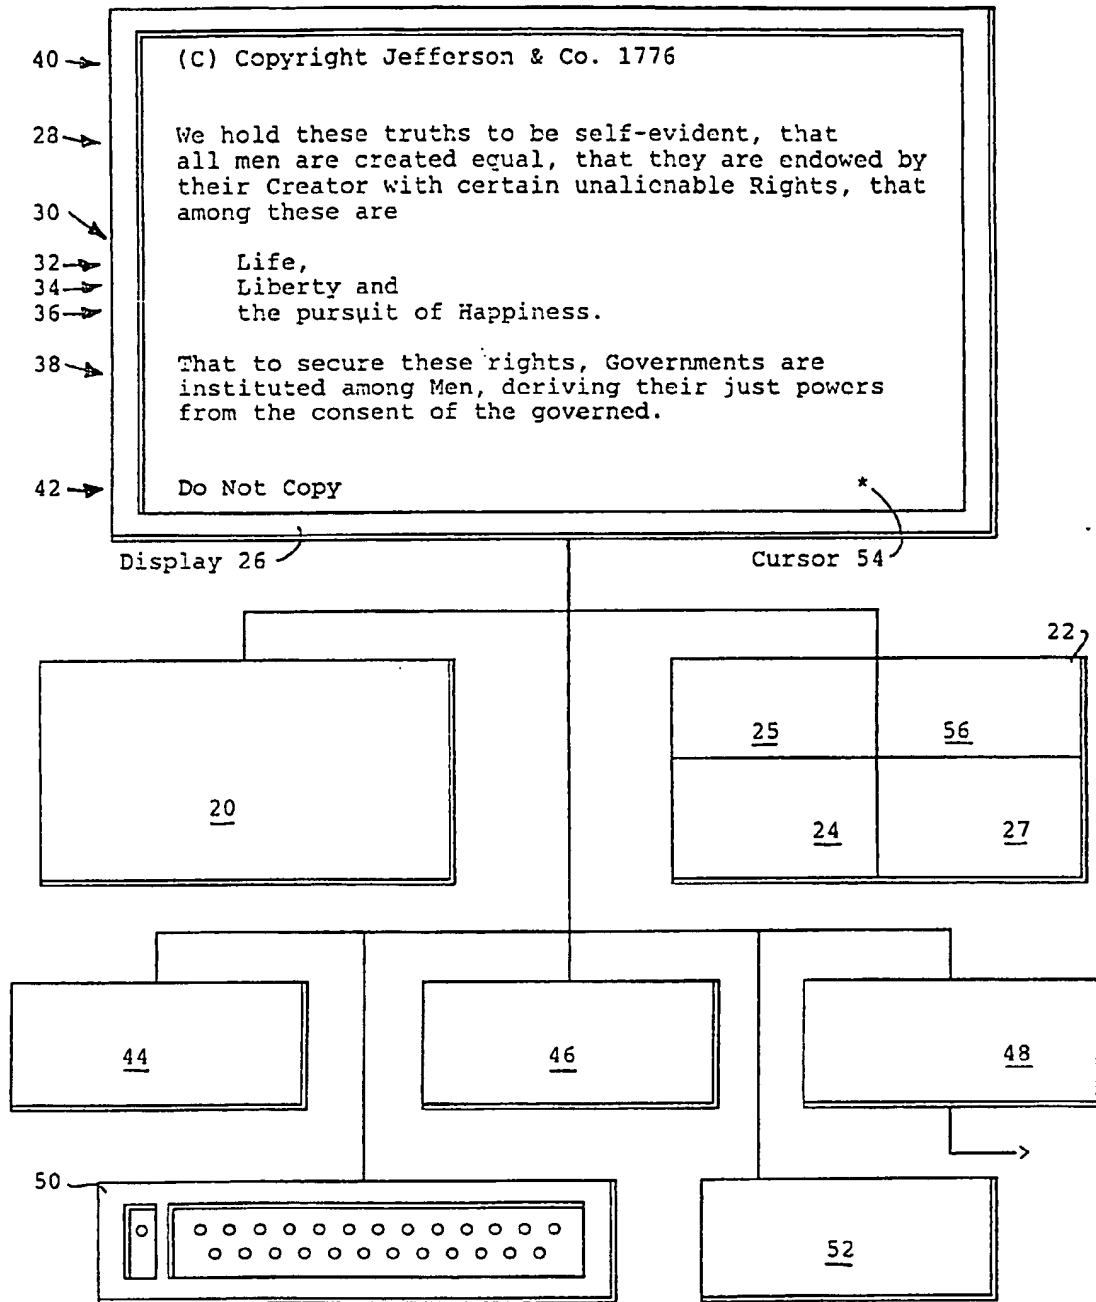 40 (C) Copyright Jefferson & Co. 1776
28 We hold these truths to be self-evident, that
all men are created equal, that they are endowed by
their Creator with certain unalienable Rights, that
among these are
30
32 Life,
34 Liberty and
36 the pursuit of Happiness.
38 That to secure these rights, Governments are
instituted among Men, deriving their just powers
from the consent of the governed.
42 Do Not Copy *
Display 26 Cursor 54
22
25 56
20 24 27
44 46 48
50
52